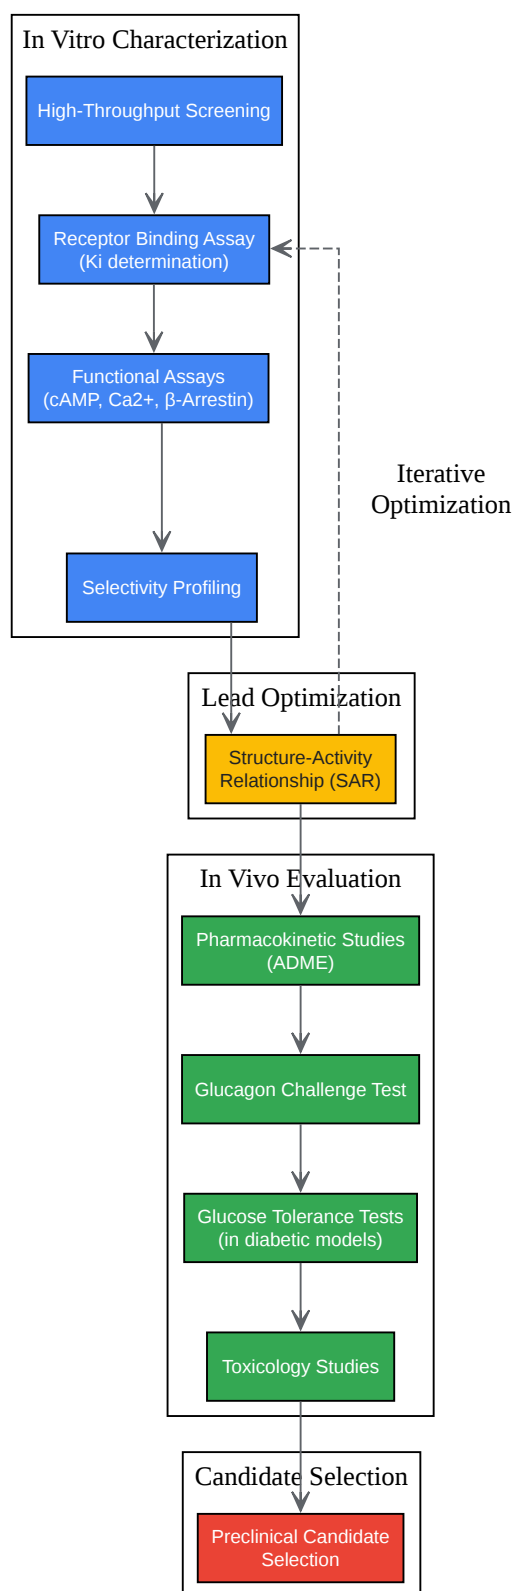 In Vitro Characterization
High-Throughput Screening
Receptor Binding Assay
(Ki determination)
Functional Assays
(cAMP, Ca2+, β-Arrestin)
Iterative
Optimization
Selectivity Profiling
Lead Optimization
Structure-Activity
Relationship (SAR)
In Vivo Evaluation
Pharmacokinetic Studies
(ADME)
Glucagon Challenge Test
Glucose Tolerance Tests
(in diabetic models)
Toxicology Studies
Candidate Selection
Preclinical Candidate
Selection